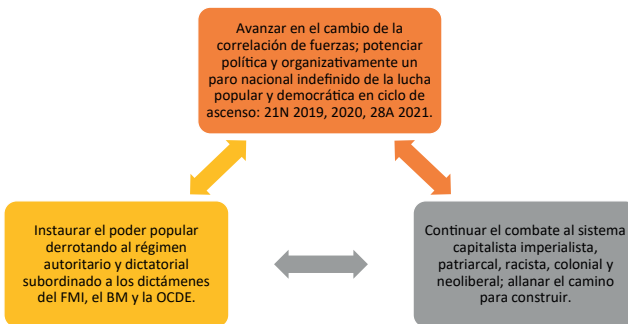 Avanzar en el cambio de la
correlación de fuerzas; potenciar
política y organizativamente un
paro nacional indefinido de la lucha
popular y democrática en ciclo de
ascenso: 21N 2019, 2020, 28A 2021.
Instaurar el poder popular
derrotando al régimen
autoritario y dictatorial
subordinado a los dictámenes
del FMI, el BM y la OCDE.
Continuar el combate al sistema
capitalista imperialista,
patriarcal, racista, colonial y
neoliberal; allanar el camino
para construir.